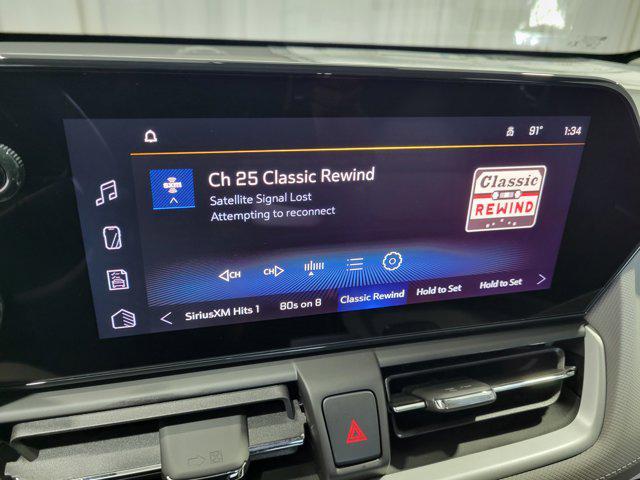 91° 1:34
SXM
Ch 25 Classic Rewind
Satellite Signal Lost
Attempting to reconnect
Classic
REWIND
CH CH
SiriusXM Hits 1 80s on 8 Classic Rewind Hold to Set Hold to Set